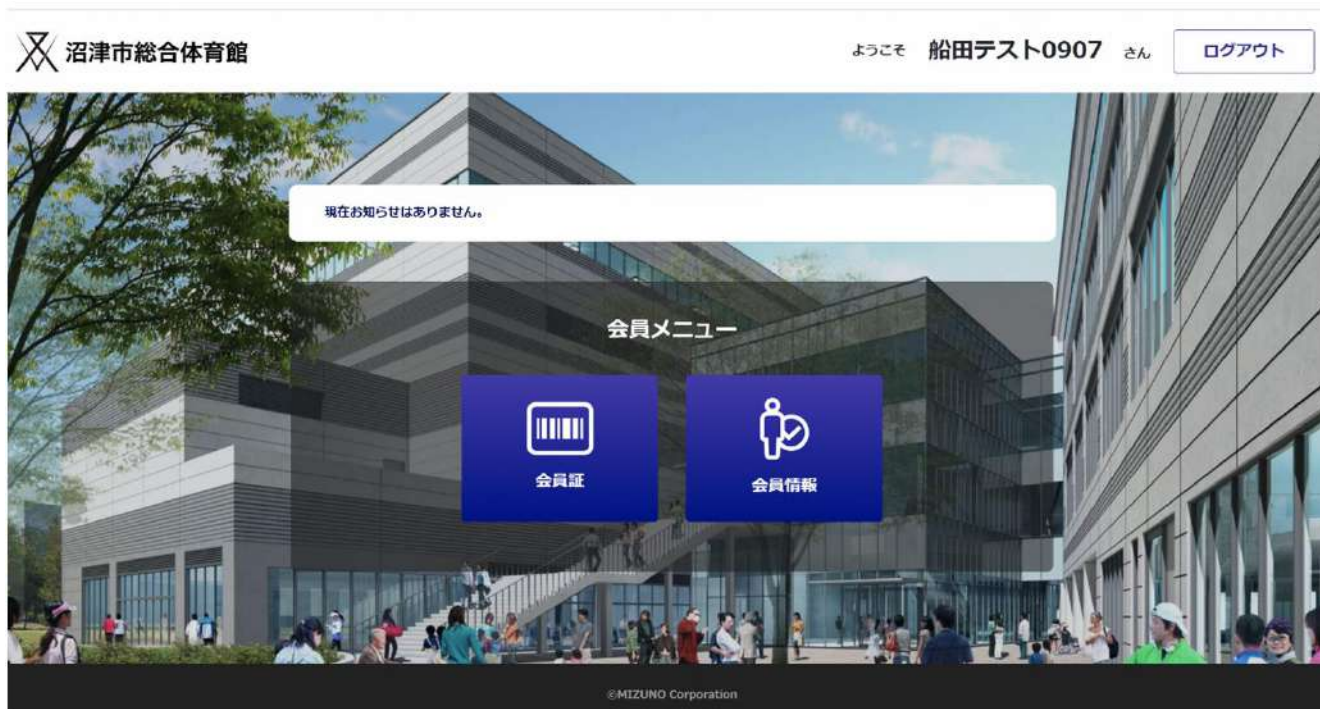 沼津市総合体育館
ようこそ 船田テスト0907 さん ログアウト
現在お知らせはありません。
会員メニュー
会員証 会員情報
©MIZUNO Corporation